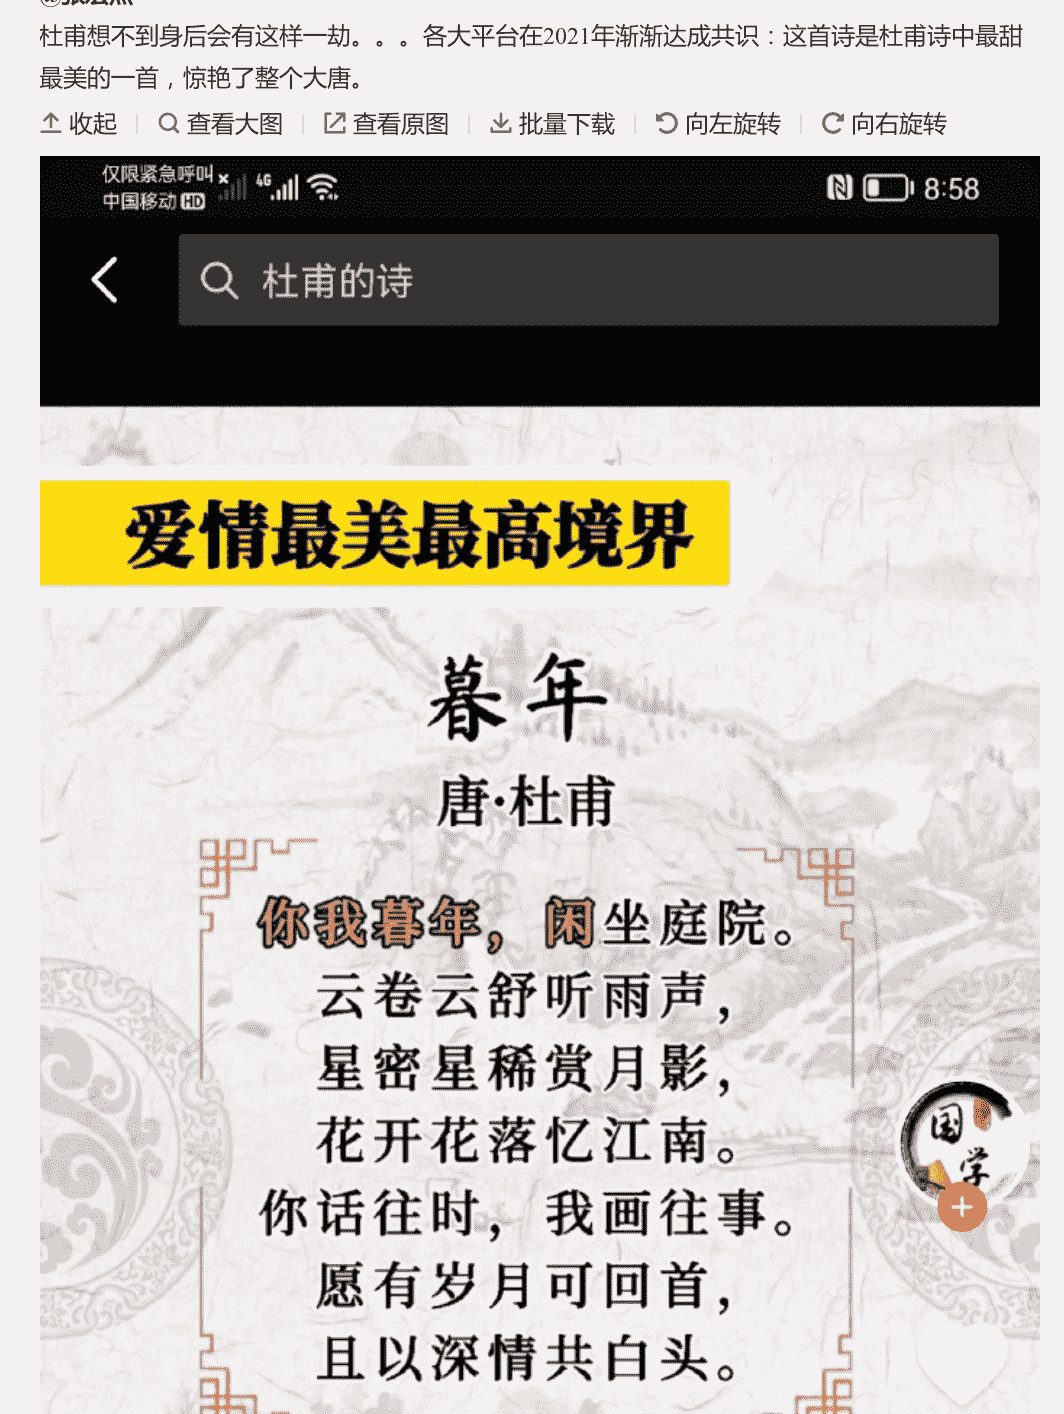 杜甫想不到身后会有这样一劫。。。各大平台在2021年渐渐达成共识：这首诗是杜甫诗中最甜
最美的一首，惊艳了整个大唐。
收起 查看大图 查看原图 批量下载 向左旋转 向右旋转
仅限紧急呼叫 4G 8:58
中国移动 HD
杜甫的诗
爱情最美最高境界
暮年
唐·杜甫
你我暮年，闲坐庭院。
云卷云舒听雨声，
星密星稀赏月影，
花开花落忆江南。
你话往时，我画往事。
愿有岁月可回首，
且以深情共白头。
国学